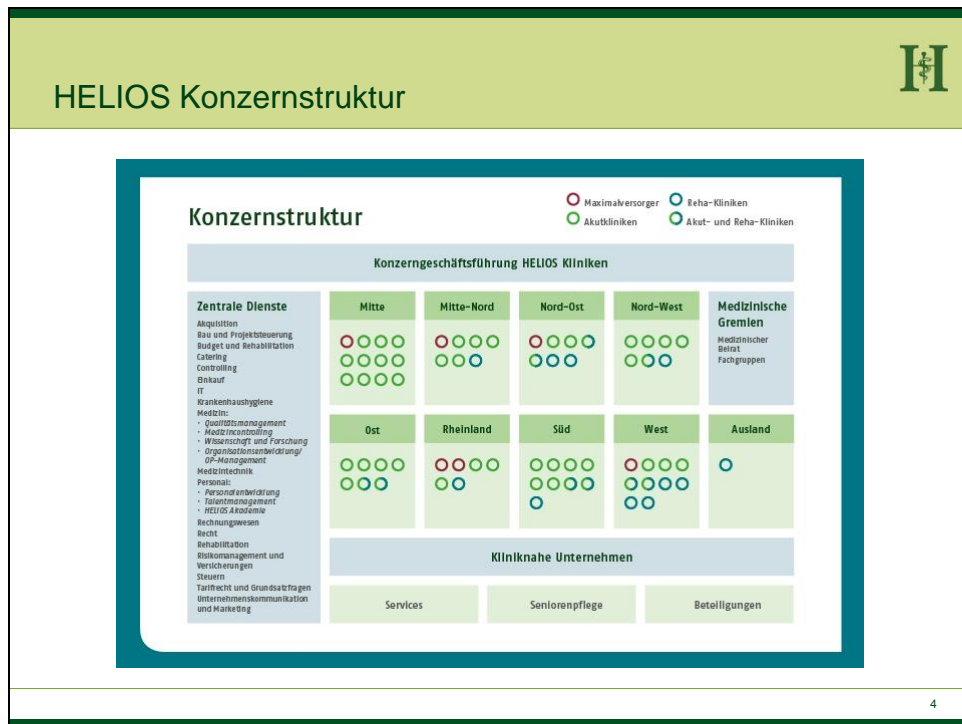 HELIOS Konzernstruktur
H
Konzernstruktur
Maximalversorger
Reha-Kliniken
Akutkliniken
Akut- und Reha-Kliniken
Konzerngeschäftsführung HELIOS Kliniken
Zentrale Dienste
Akquisition
Bau und Projektsteuerung
Budget und Rehabilitation
Catering
Controlling
Einkauf
IT
Krankenhaushygiene
Medizin:
· Qualitätsmanagement
· Medizincontrolling
· Wissenschaft und Forschung
· Organisationsentwicklung/
OP-Management
Medizintechnik
Personal:
· Personalentwicklung
· Talentmanagement
· HELIOS Akademie
Rechnungswesen
Recht
Rehabilitation
Risikomanagement und
Versicherungen
Steuern
Tarifrecht und Grundsatzfragen
Unternehmenskommunikation
und Marketing
Mitte
Mitte-Nord
Nord-Ost
Nord-West
Medizinische
Gremien
Medizinischer
Beirat
Fachgruppen
Ost
Rheinland
Süd
West
Ausland
Kliniknahe Unternehmen
Services
Seniorenpflege
Beteiligungen
4